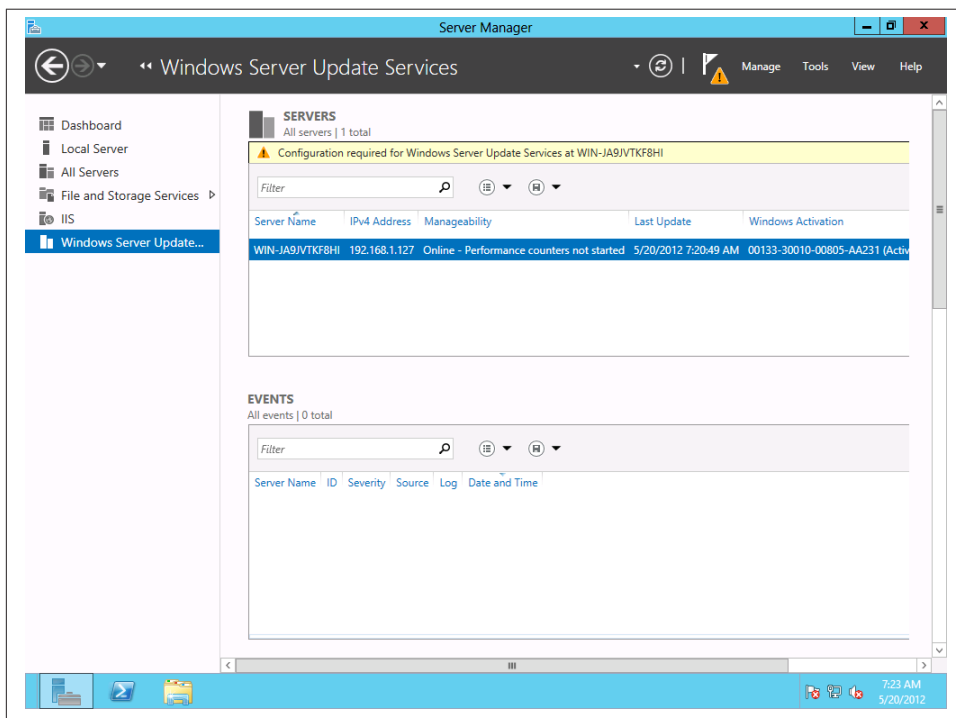 Server Manager
Windows Server Update Services
Manage Tools View Help
Dashboard
Local Server
All Servers
File and Storage Services
IIS
Windows Server Update...
SERVERS
All servers | 1 total
Configuration required for Windows Server Update Services at WIN-JA9JVTKF8HI
Filter
Server Name IPv4 Address Manageability Last Update Windows Activation
WIN-JA9JVTKF8HI 192.168.1.127 Online - Performance counters not started 5/20/2012 7:20:49 AM 00133-30010-00805-AA231 (Activ
EVENTS
All events | 0 total
Filter
Server Name ID Severity Source Log Date and Time
7:23 AM
5/20/2012